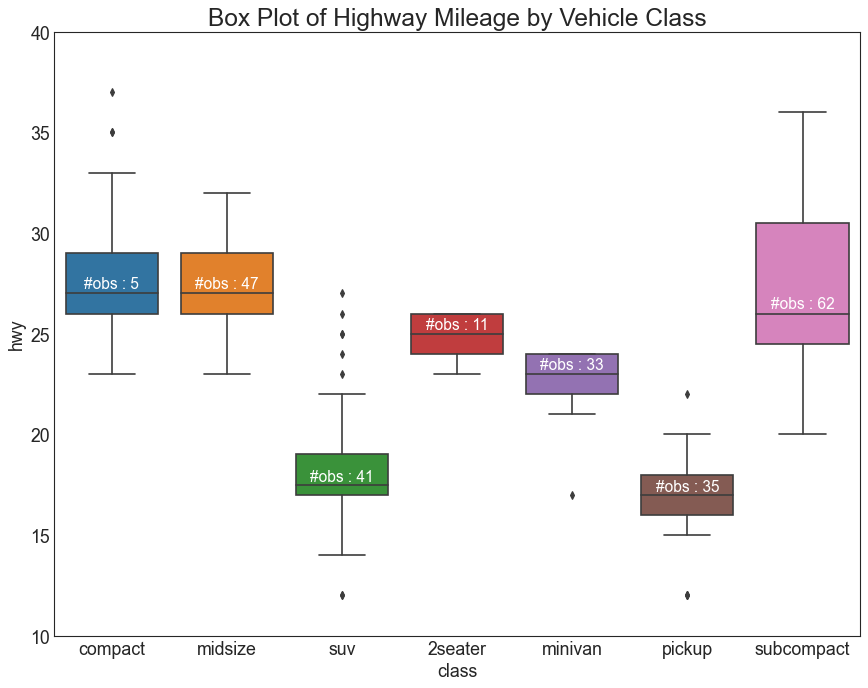 Box Plot of Highway Mileage by Vehicle Class
40
35
30
25
20
15
10
hwy
#obs : 5
#obs : 47
#obs : 41
#obs : 11
#obs : 33
#obs : 35
#obs : 62
compact midsize suv 2seater minivan pickup subcompact
class